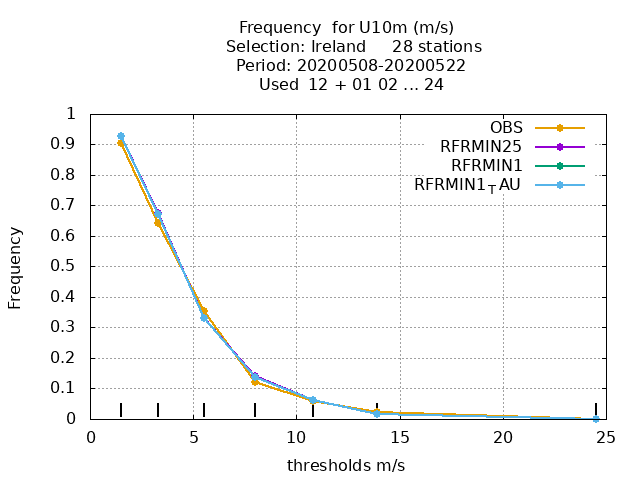 Frequency  for U10m (m/s)
Selection: Ireland     28 stations
Period: 20200508-20200522
Used  12 + 01 02 ... 24
OBS
RFRMIN25
RFRMIN1
RFRMIN1TAU
Frequency
1
0.9
0.8
0.7
0.6
0.5
0.4
0.3
0.2
0.1
0
0 5 10 15 20 25
thresholds m/s